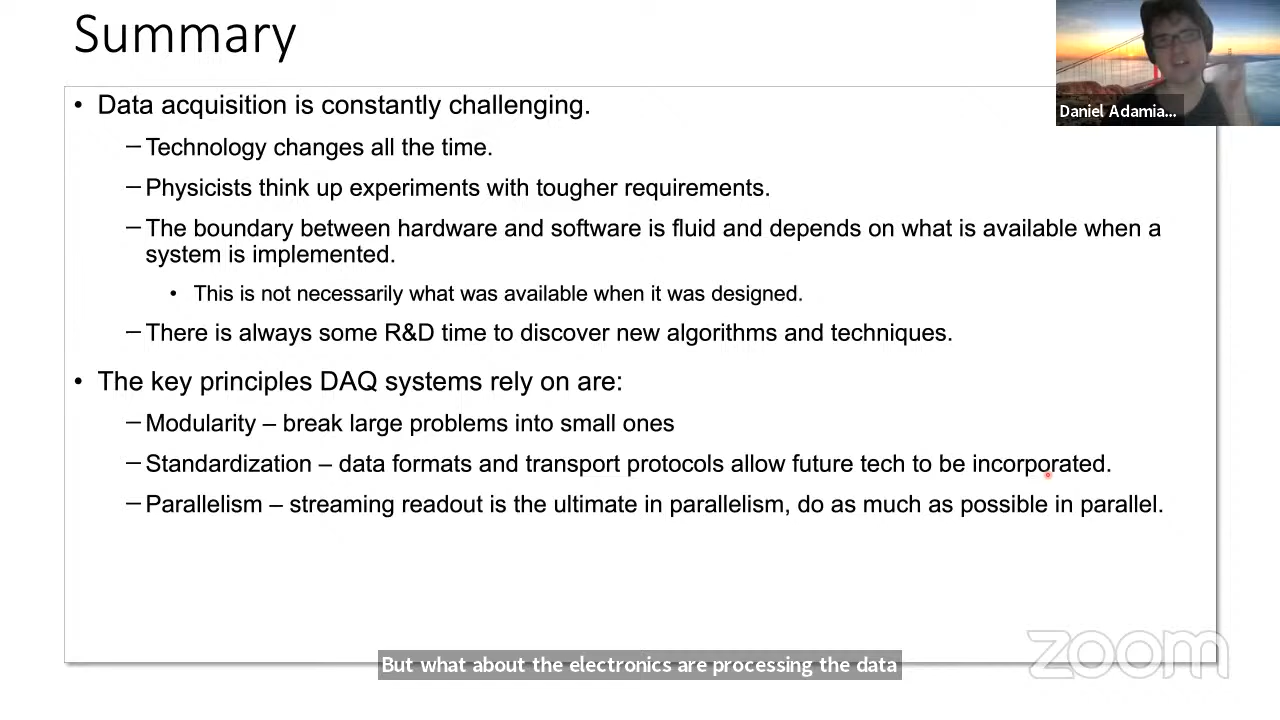 Summary
Daniel Adamia...
• Data acquisition is constantly challenging.
– Technology changes all the time.
– Physicists think up experiments with tougher requirements.
– The boundary between hardware and software is fluid and depends on what is available when a
system is implemented.
• This is not necessarily what was available when it was designed.
– There is always some R&D time to discover new algorithms and techniques.
• The key principles DAQ systems rely on are:
– Modularity – break large problems into small ones
– Standardization – data formats and transport protocols allow future tech to be incorporated.
– Parallelism – streaming readout is the ultimate in parallelism, do as much as possible in parallel.
zoom
But what about the electronics are processing the data